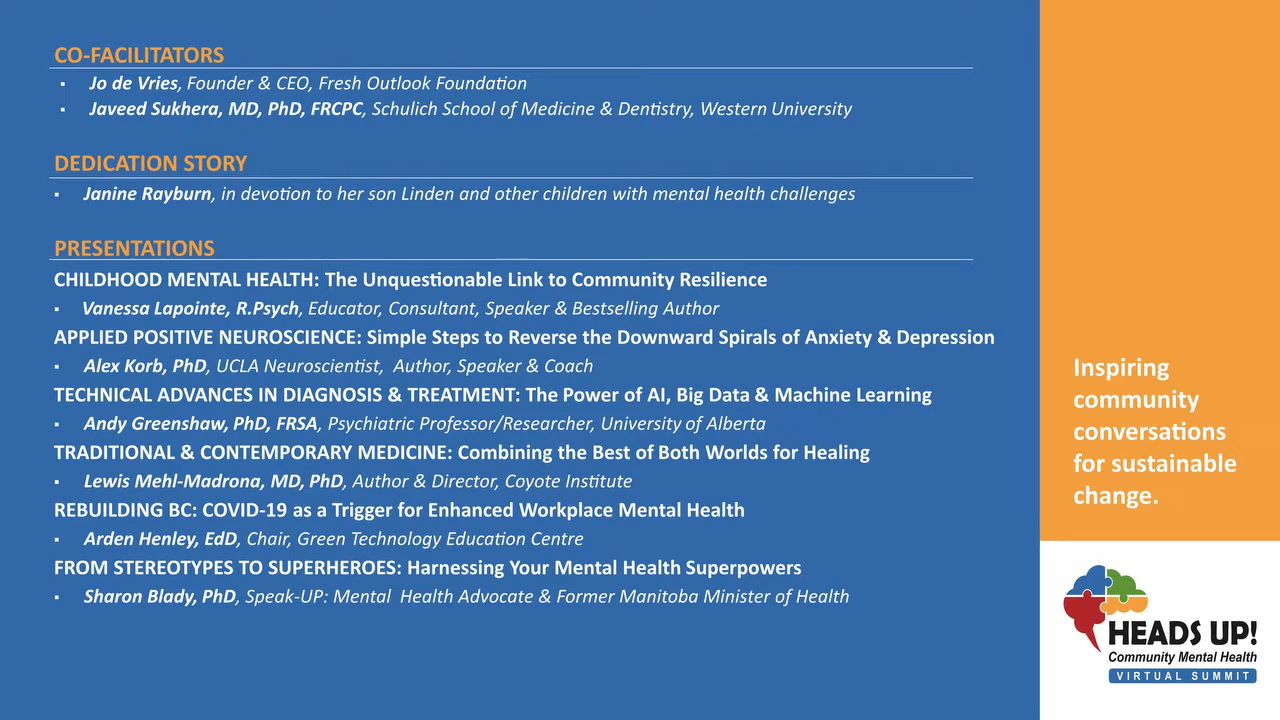 CO-FACILITATORS
▪ Jo de Vries, Founder & CEO, Fresh Outlook Foundation
▪ Javeed Sukhera, MD, PhD, FRCPC, Schulich School of Medicine & Dentistry, Western University
DEDICATION STORY
▪ Janine Rayburn, in devotion to her son Linden and other children with mental health challenges
PRESENTATIONS
CHILDHOOD MENTAL HEALTH: The Unquestionable Link to Community Resilience
▪ Vanessa Lapointe, R.Psych, Educator, Consultant, Speaker & Bestselling Author
APPLIED POSITIVE NEUROSCIENCE: Simple Steps to Reverse the Downward Spirals of Anxiety & Depression
▪ Alex Korb, PhD, UCLA Neuroscientist, Author, Speaker & Coach
TECHNICAL ADVANCES IN DIAGNOSIS & TREATMENT: The Power of AI, Big Data & Machine Learning
▪ Andy Greenshaw, PhD, FRSA, Psychiatric Professor/Researcher, University of Alberta
TRADITIONAL & CONTEMPORARY MEDICINE: Combining the Best of Both Worlds for Healing
▪ Lewis Mehl-Madrona, MD, PhD, Author & Director, Coyote Institute
REBUILDING BC: COVID-19 as a Trigger for Enhanced Workplace Mental Health
▪ Arden Henley, EdD, Chair, Green Technology Education Centre
FROM STEREOTYPES TO SUPERHEROES: Harnessing Your Mental Health Superpowers
▪ Sharon Blady, PhD, Speak-UP: Mental Health Advocate & Former Manitoba Minister of Health
Inspiring
community
conversations
for sustainable
change.
HEADS UP!
Community Mental Health
VIRTUAL SUMMIT